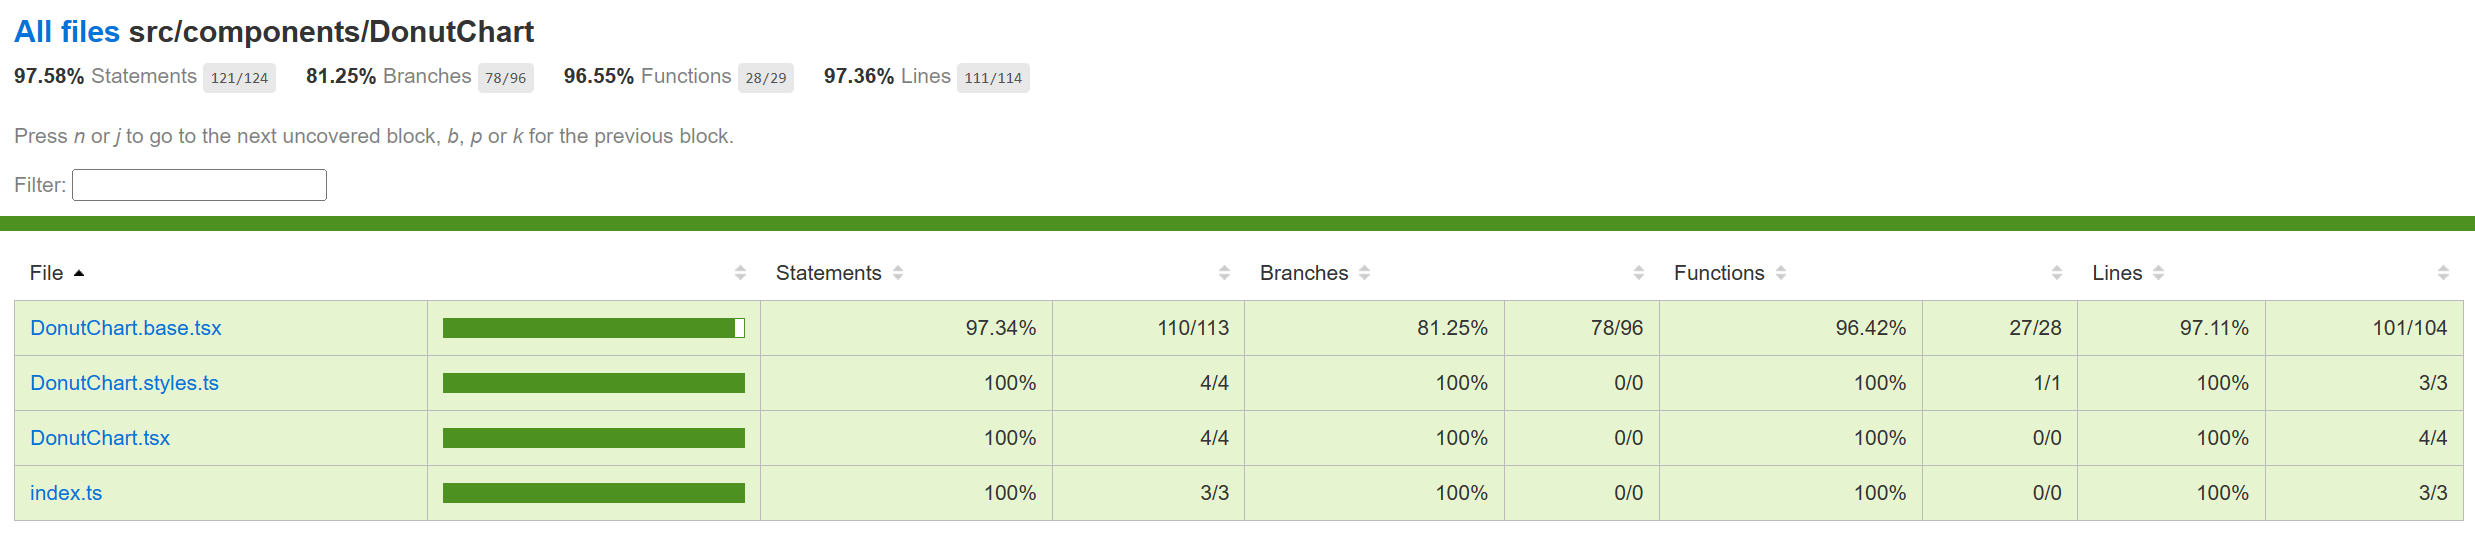 All files src/components/DonutChart
97.58% Statements 121/124 81.25% Branches 78/96 96.55% Functions 28/29 97.36% Lines 111/114
Press n or j to go to the next uncovered block, b, p or k for the previous block.
Filter:
File Statements Branches Functions Lines
DonutChart.base.tsx 97.34% 110/113 81.25% 78/96 96.42% 27/28 97.11% 101/104
DonutChart.styles.ts 100% 4/4 100% 0/0 100% 1/1 100% 3/3
DonutChart.tsx 100% 4/4 100% 0/0 100% 0/0 100% 4/4
index.ts 100% 3/3 100% 0/0 100% 0/0 100% 3/3